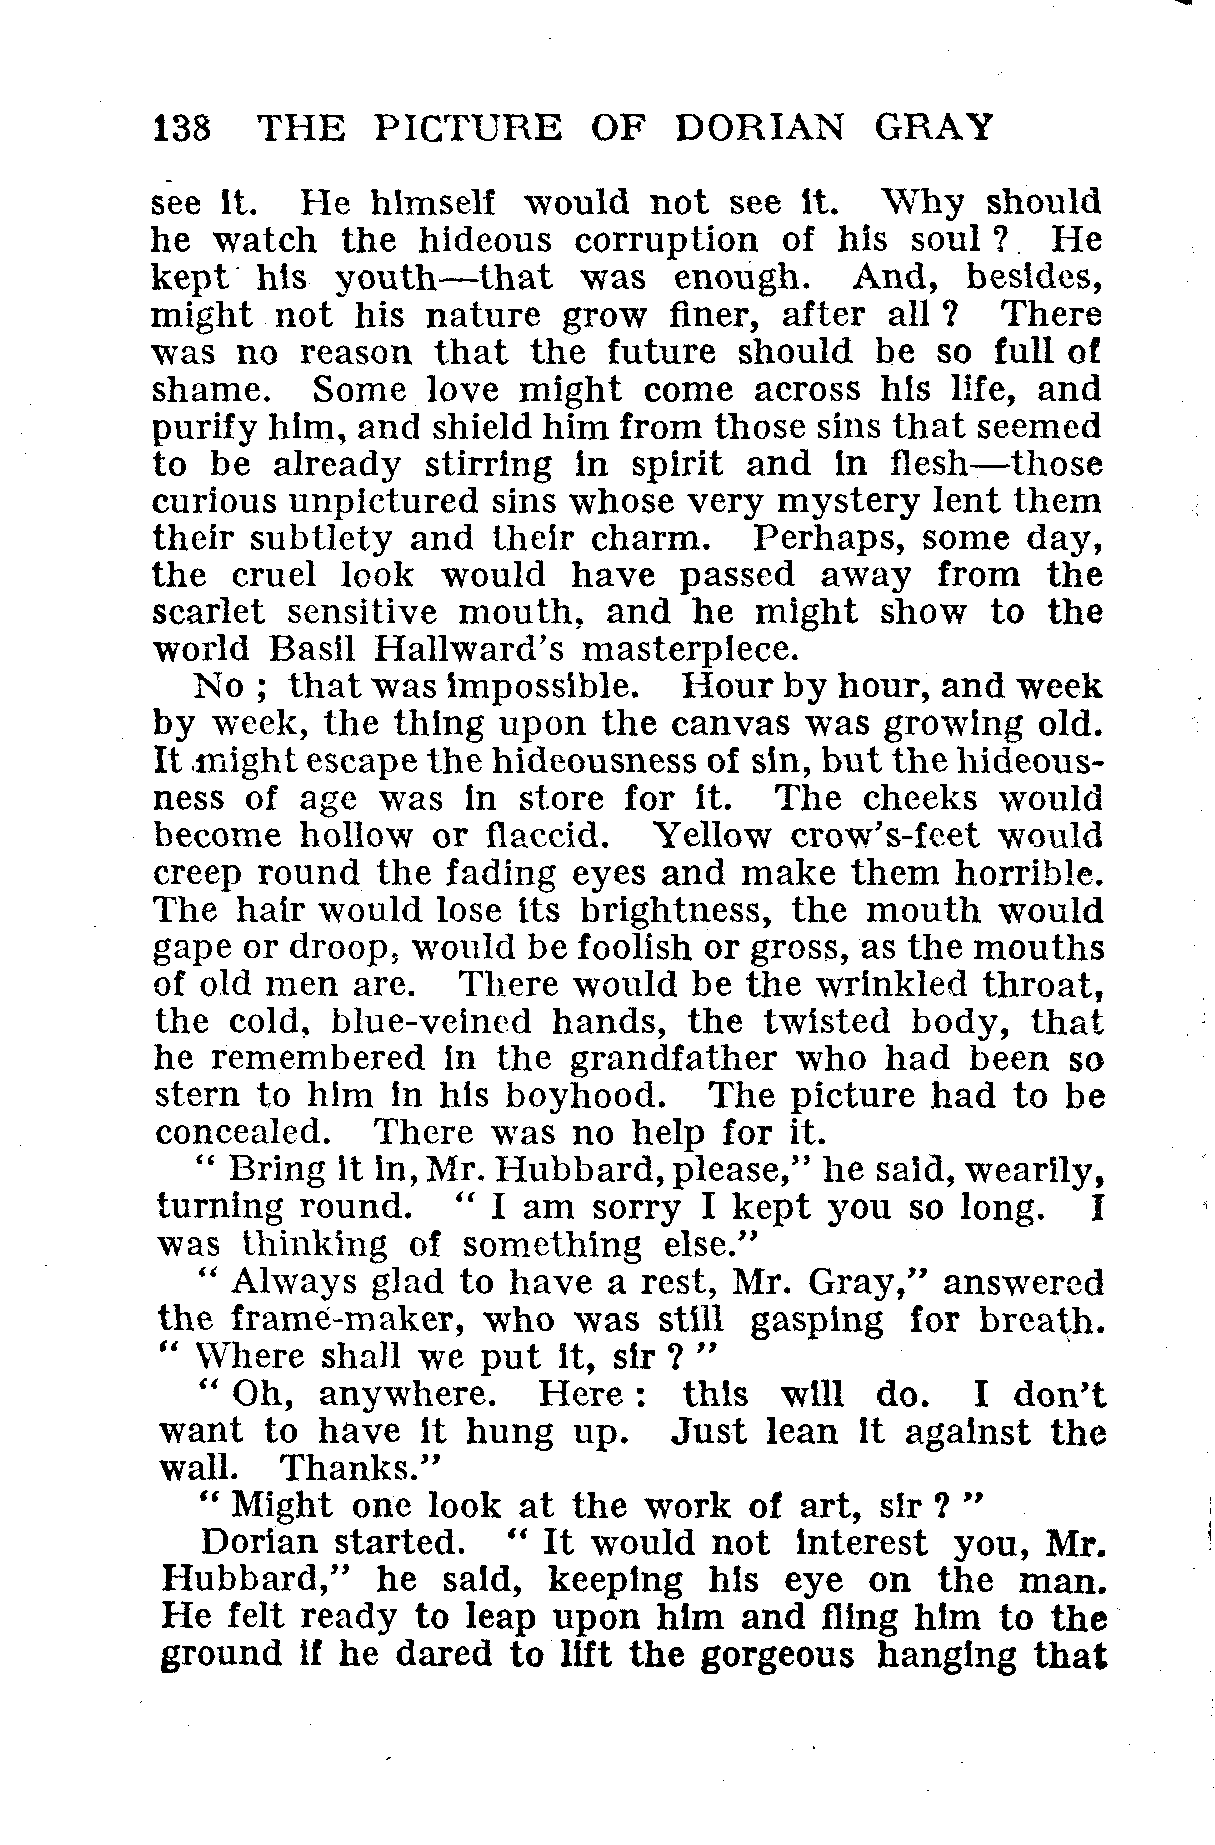 138 THE PICTURE OF DORIAN GRAY
see it. He himself would not see it. Why should
he watch the hideous corruption of his soul ? He
kept his youth—that was enough. And, besides,
might not his nature grow finer, after all ? There
was no reason that the future should be so full of
shame. Some love might come across his life, and
purify him, and shield him from those sins that seemed
to be already stirring in spirit and in flesh—those
curious unpictured sins whose very mystery lent them
their subtlety and their charm. Perhaps, some day,
the cruel look would have passed away from the
scarlet sensitive mouth, and he might show to the
world Basil Hallward's masterpiece.
No ; that was impossible. Hour by hour, and week
by week, the thing upon the canvas was growing old.
It might escape the hideousness of sin, but the hideous-
ness of age was in store for it. The cheeks would
become hollow or flaccid. Yellow crow's-feet would
creep round the fading eyes and make them horrible.
The hair would lose its brightness, the mouth would
gape or droop, would be foolish or gross, as the mouths
of old men are. There would be the wrinkled throat,
the cold, blue-veined hands, the twisted body, that
he remembered in the grandfather who had been so
stern to him in his boyhood. The picture had to be
concealed. There was no help for it.
“ Bring it in, Mr. Hubbard, please,” he said, wearily,
turning round. “ I am sorry I kept you so long. I
was thinking of something else.”
“ Always glad to have a rest, Mr. Gray,” answered
the frame-maker, who was still gasping for breath.
“ Where shall we put it, sir ? ”
“ Oh, anywhere. Here : this will do. I don't
want to have it hung up. Just lean it against the
wall. Thanks.”
“ Might one look at the work of art, sir ? ”
Dorian started. “ It would not interest you, Mr.
Hubbard,” he said, keeping his eye on the man.
He felt ready to leap upon him and fling him to the
ground if he dared to lift the gorgeous hanging that